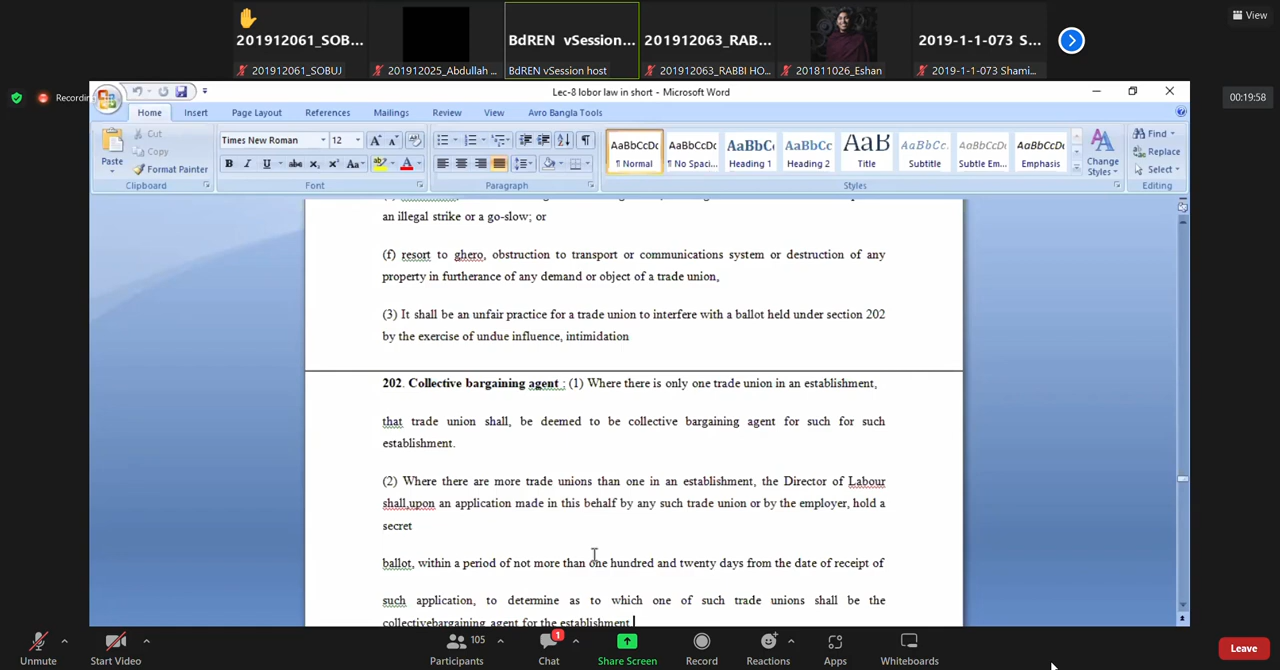 201912061_SOB...
BdREN vSession...
201912063_RAB...
2019-1-1-073 S...
View
201912061_SOBUJ
201912025_Abdullah ...
BdREN vSession host
201912063_RABBI HO...
201811026_Eshan
2019-1-1-073 Shami...
Recordin
00:19:58
Lec-8 lobor law in short - Microsoft Word
Home
Insert
Page Layout
References
Mailings
Review
View
Avro Bangla Tools
Paste
Cut
Copy
Format Painter
Clipboard
Times New Roman
12
Font
Paragraph
AaBbCcDc
¶ Normal
AaBbCcDc
¶ No Spaci...
AaBbCc
Heading 1
AaBbCc
Heading 2
AaB
Title
AaBbCc.
Subtitle
AaBbCcDc
Subtle Em...
AaBbCcDc
Emphasis
Change
Styles
Styles
Find
Replace
Select
Editing
an illegal strike or a go-slow; or
(f) resort to ghero, obstruction to transport or communications system or destruction of any
property in furtherance of any demand or object of a trade union,
(3) It shall be an unfair practice for a trade union to interfere with a ballot held under section 202
by the exercise of undue influence, intimidation
202. Collective bargaining agent : (1) Where there is only one trade union in an establishment,
that trade union shall, be deemed to be collective bargaining agent for such for such
establishment.
(2) Where there are more trade unions than one in an establishment, the Director of Labour
shall,upon an application made in this behalf by any such trade union or by the employer, hold a
secret
ballot, within a period of not more than one hundred and twenty days from the date of receipt of
such application, to determine as to which one of such trade unions shall be the
collectivebargaining agent for the establishment
Unmute
Start Video
105
Participants
1
Chat
Share Screen
Record
Reactions
Apps
Whiteboards
Leave